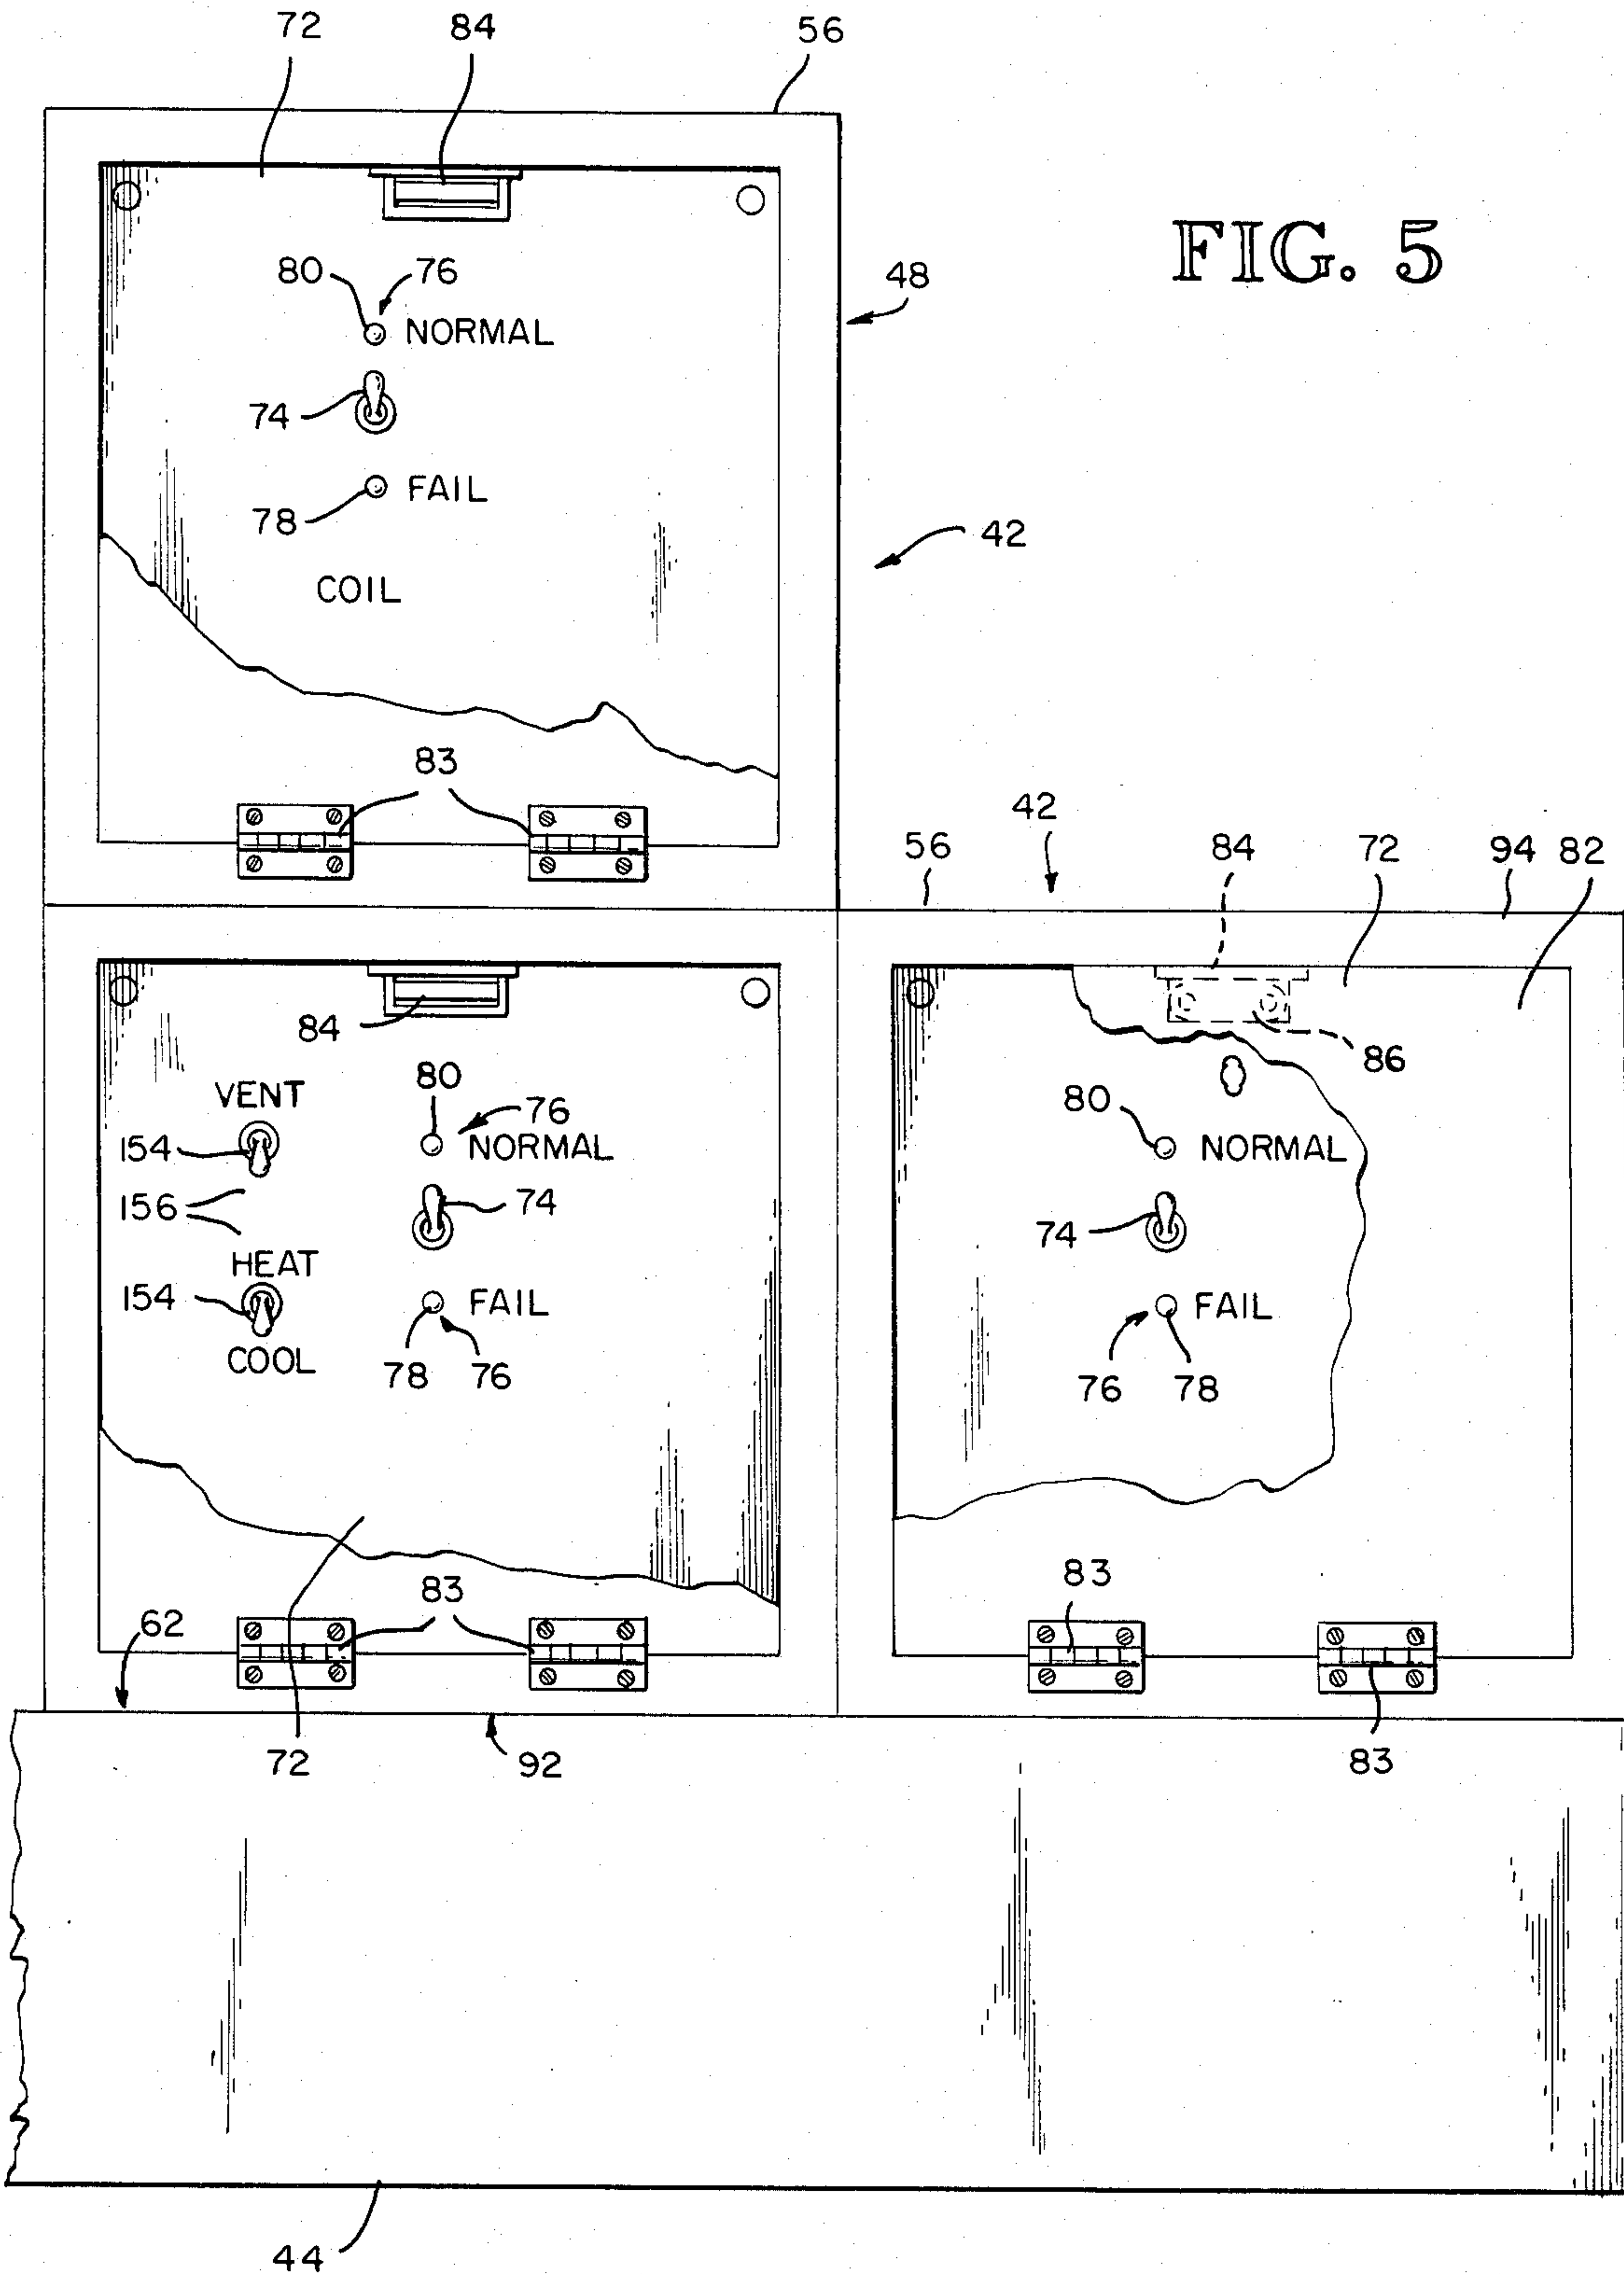 72 84 56
FIG. 5
80 76 48
NORMAL
74
78 FAIL
42
COIL
83
42
56 84 72 94 82
84
86
VENT 80 76
80
154 NORMAL
NORMAL
156 74
74
HEAT
154 FAIL
FAIL
COOL 78 76
76 78
83 83
62
72 92 83
44